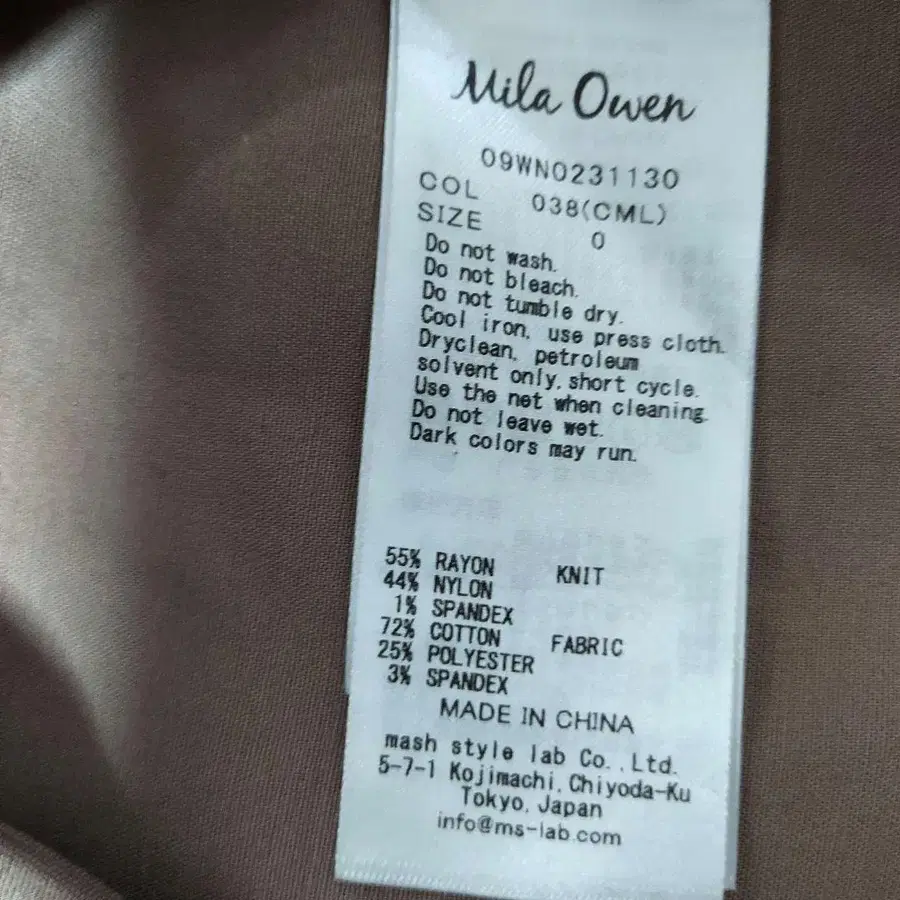 Mila Owen
09WNO231130
COL 038(CML)
SIZE 0
Do not wash.
Do not bleach.
Do not tumble dry.
Cool iron, use press cloth.
Dryclean, petroleum
solvent only, short cycle.
Use the net when cleaning.
Do not leave wet.
Dark colors may run.
55% RAYON KNIT
44% NYLON
1% SPANDEX
72% COTTON FABRIC
25% POLYESTER
3% SPANDEX
MADE IN CHINA
mash style lab Co., Ltd.
5-7-1 Kojimachi, Chiyoda-Ku
Tokyo, Japan
info@ms-lab.com